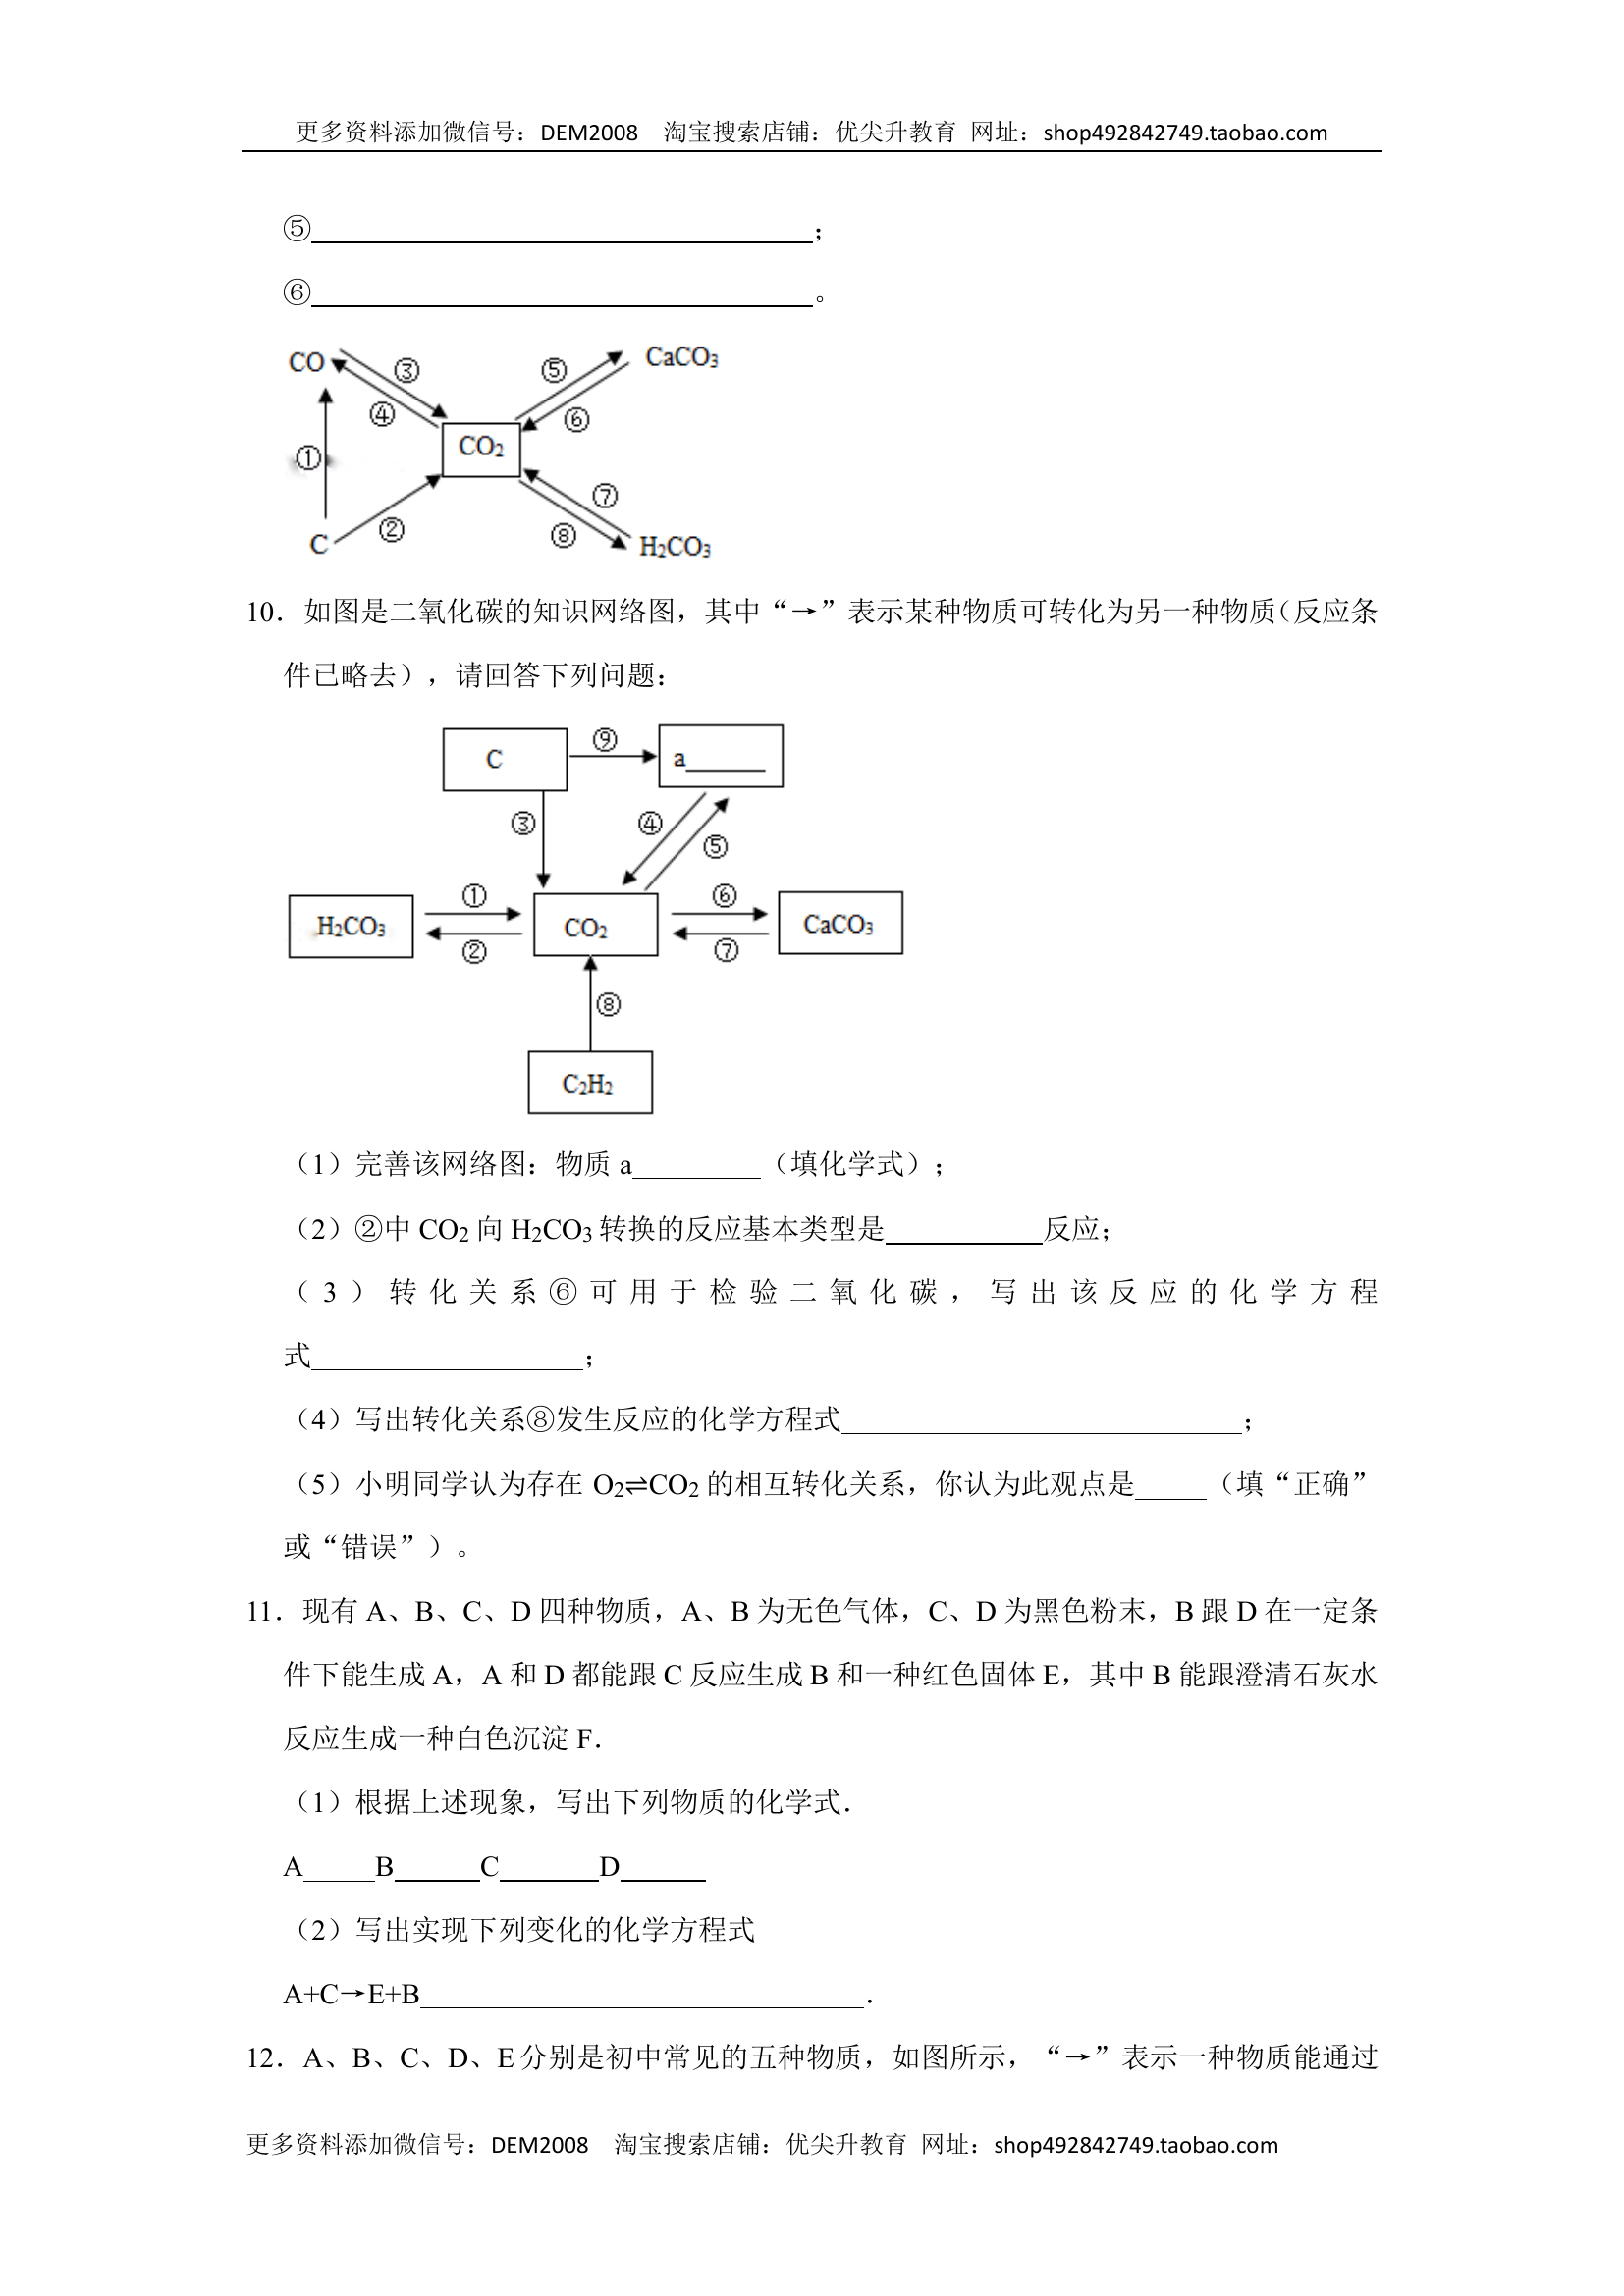 更多资料添加微信号：DEM2008  淘宝搜索店铺：优尖升教育  网址：shop492842749.taobao.com
⑤____________________；
⑥____________________。
CO ③ ⑤ CaCO₃
④ ⑥
① CO₂
⑦
② ⑧
C H₂CO₃
10．如图是二氧化碳的知识网络图，其中“→”表示某种物质可转化为另一种物质（反应条
件已略去），请回答下列问题：
C ⑨ a______
③ ④ ⑤
H₂CO₃ ① ② CO₂ ⑥ ⑦ CaCO₃
⑧
C₂H₂
（1）完善该网络图：物质 a_________（填化学式）；
（2）②中 CO₂ 向 H₂CO₃ 转换的反应基本类型是___________反应；
（3）转化关系⑥可用于检验二氧化碳，写出该反应的化学方程
式___________________；
（4）写出转化关系⑧发生反应的化学方程式____________________________；
（5）小明同学认为存在 O₂⇌CO₂ 的相互转化关系，你认为此观点是_____（填“正确”
或“错误”）。
11．现有 A、B、C、D 四种物质，A、B 为无色气体，C、D 为黑色粉末，B 跟 D 在一定条
件下能生成 A，A 和 D 都能跟 C 反应生成 B 和一种红色固体 E，其中 B 能跟澄清石灰水
反应生成一种白色沉淀 F．
（1）根据上述现象，写出下列物质的化学式．
A_____B______C_______D______
（2）写出实现下列变化的化学方程式
A+C→E+B_______________________________．
12．A、B、C、D、E 分别是初中常见的五种物质，如图所示，“→”表示一种物质能通过
更多资料添加微信号：DEM2008  淘宝搜索店铺：优尖升教育  网址：shop492842749.taobao.com